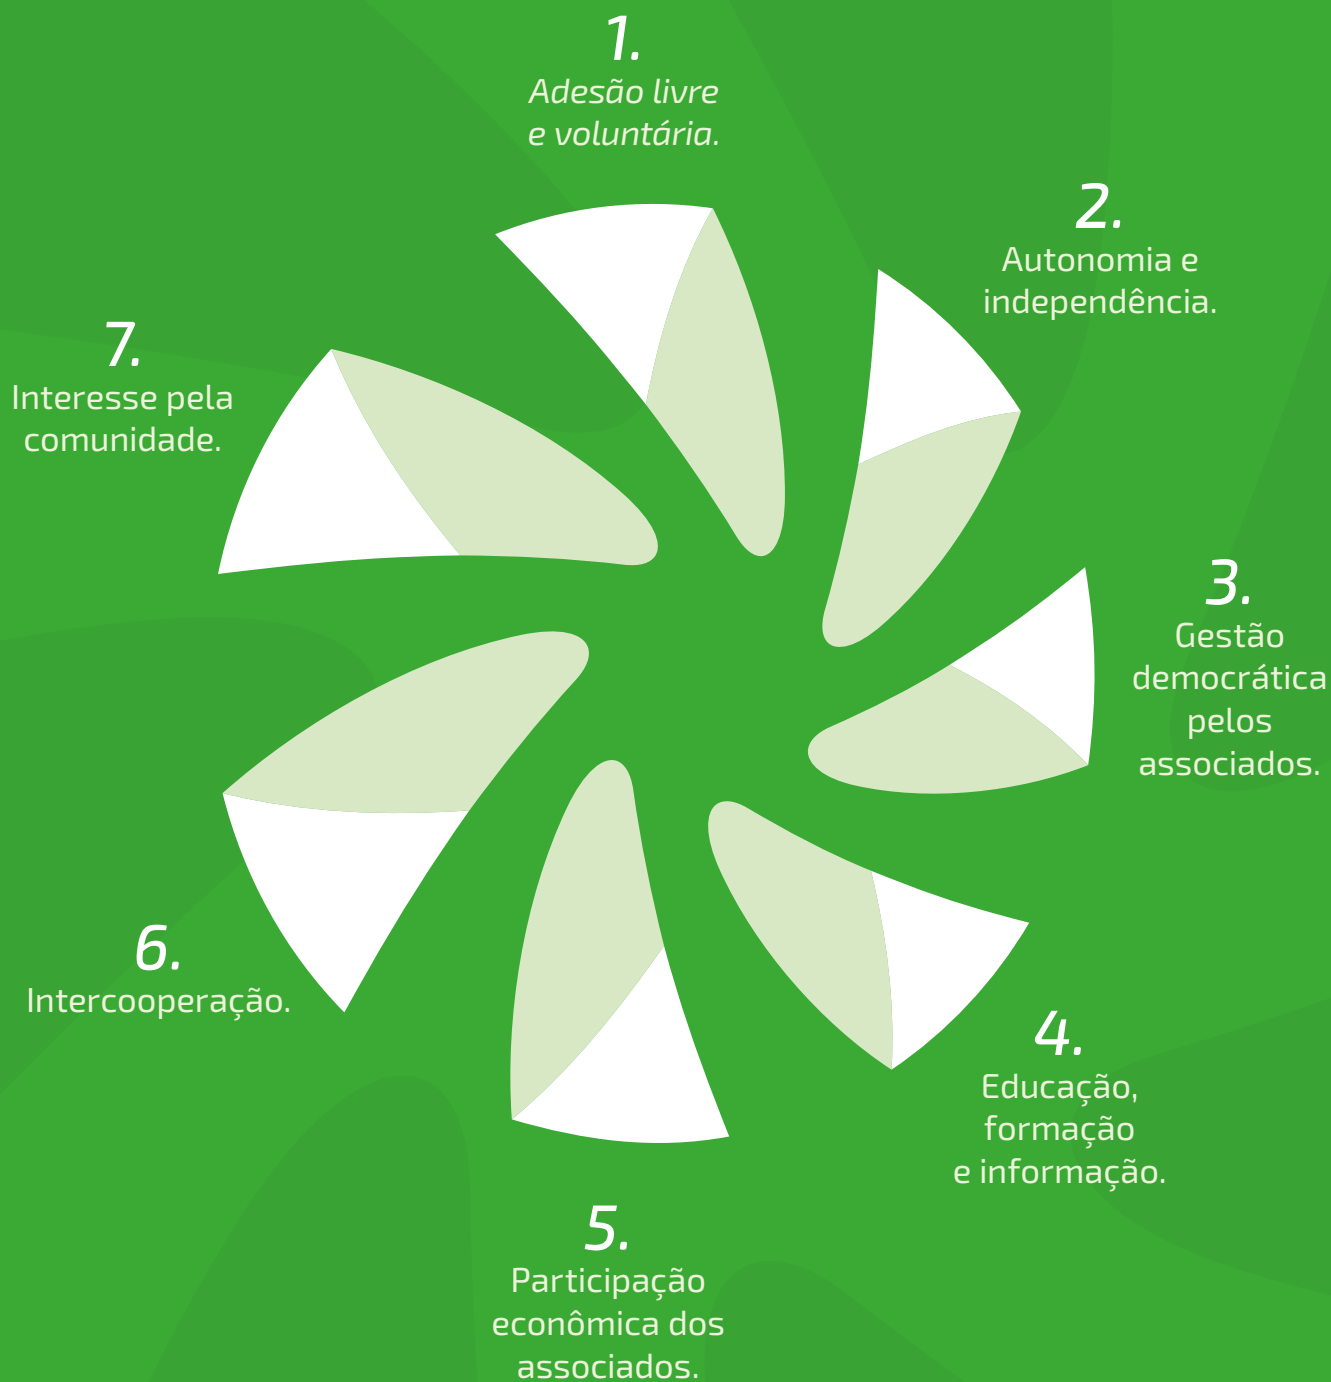 1.
Adesão livre
e voluntária.
2.
Autonomia e
independência.
3.
Gestão
democrática
pelos
associados.
4.
Educação,
formação
e informação.
5.
Participação
econômica dos
associados.
6.
Intercooperação.
7.
Interesse pela
comunidade.